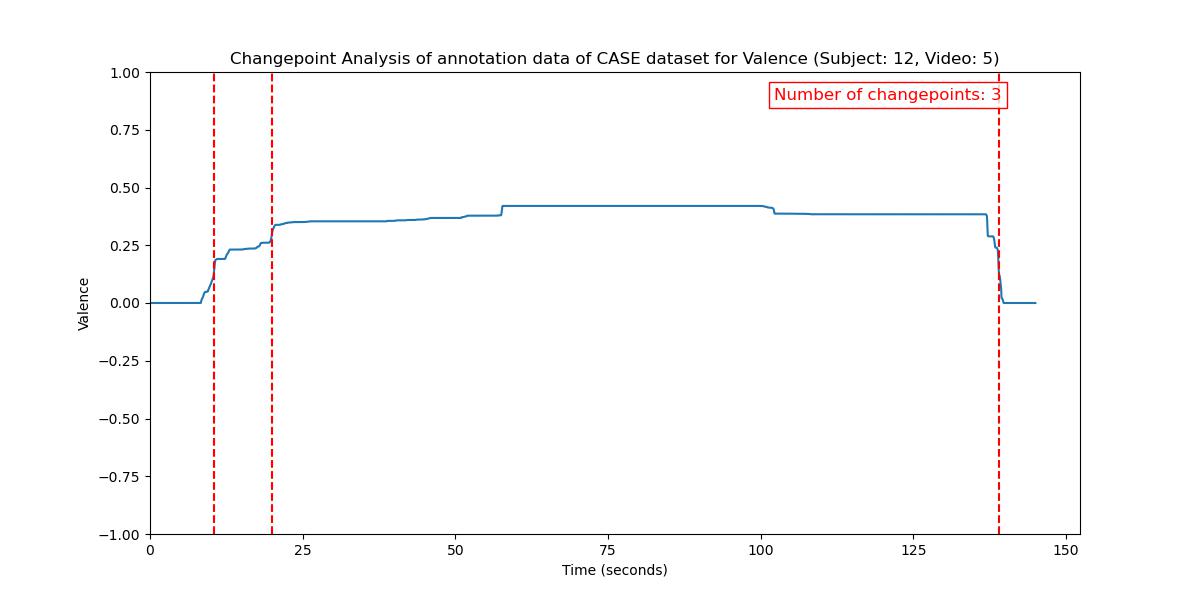 Changepoint Analysis of annotation data of CASE dataset for Valence (Subject: 12, Video: 5)
Number of changepoints: 3
1.00
0.75
0.50
0.25
0.00
−0.25
−0.50
−0.75
−1.00
Valence
0 25 50 75 100 125 150
Time (seconds)